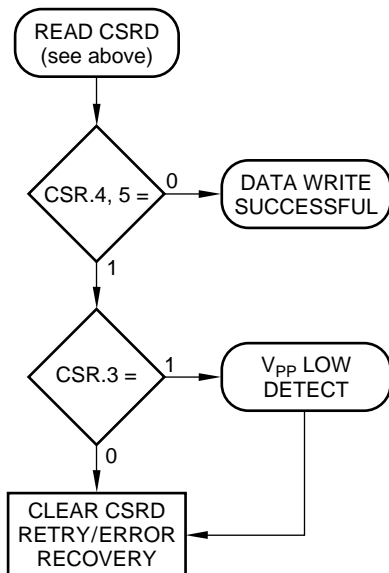 READ CSRD
(see above)
CSR.4, 5 =
0
DATA WRITE
SUCCESSFUL
1
CSR.3 =
1
VPP LOW
DETECT
0
CLEAR CSRD
RETRY/ERROR
RECOVERY